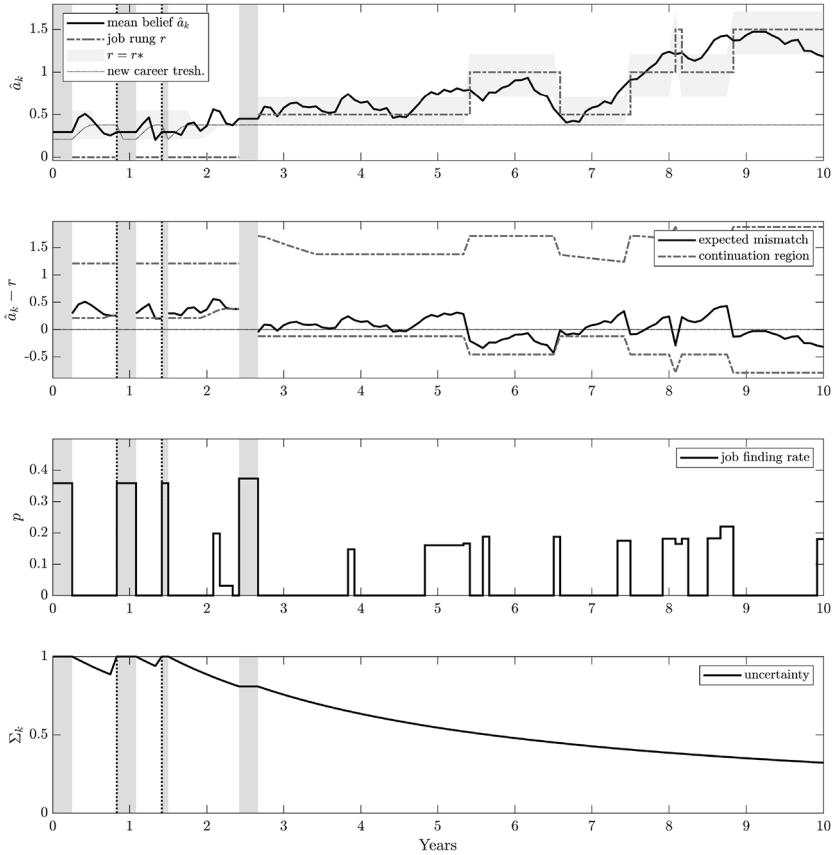 mean belief âₖ
job rung r
r = r*
new career tresh.
âₖ
1.5
1
0.5
0
0 1 2 3 4 5 6 7 8 9 10
expected mismatch
continuation region
âₖ − r
1.5
1
0.5
0
-0.5
0 1 2 3 4 5 6 7 8 9 10
job finding rate
p
0.4
0.3
0.2
0.1
0
0 1 2 3 4 5 6 7 8 9 10
uncertainty
Σₖ
1
0.5
0
0 1 2 3 4 5 6 7 8 9 10
Years